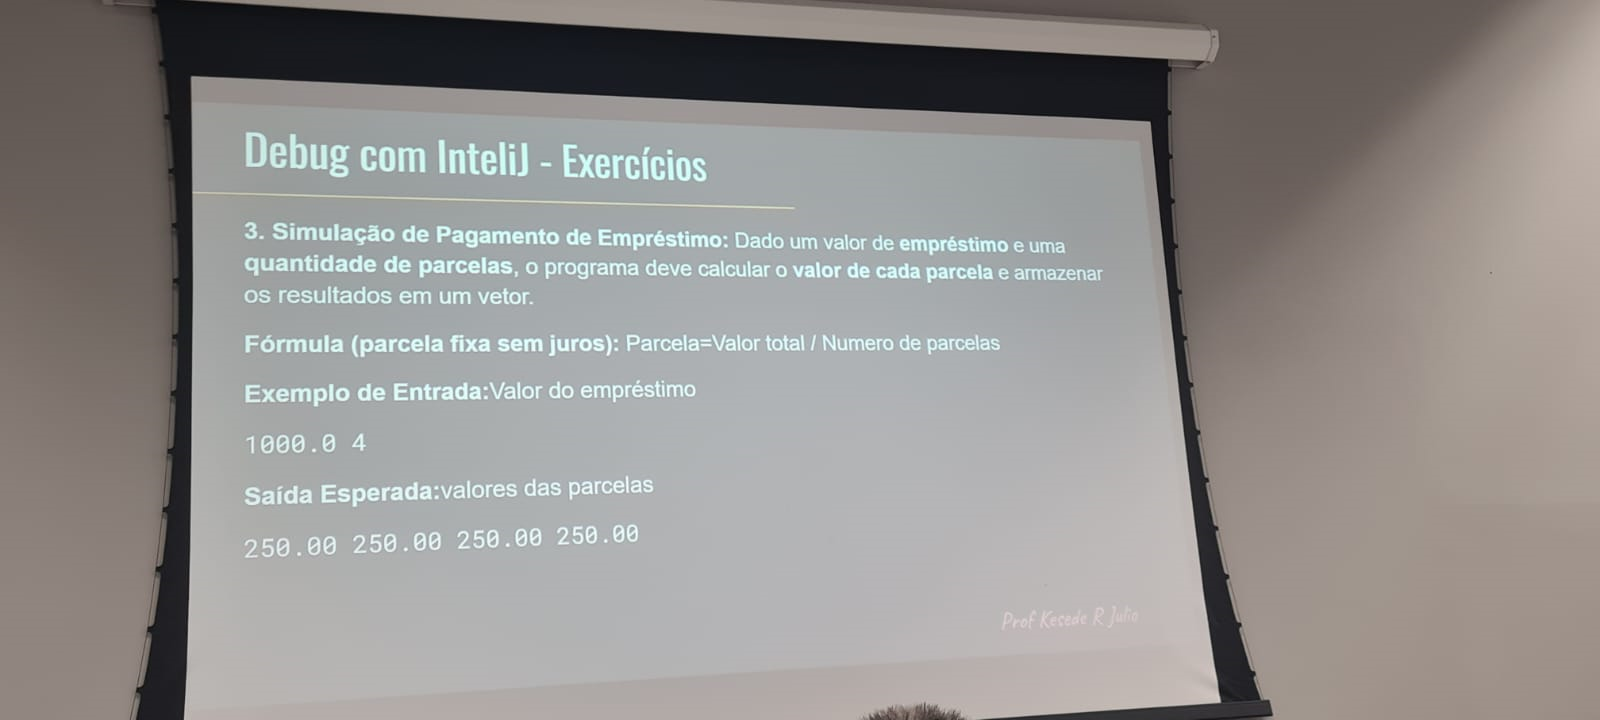 Debug com InteliJ - Exercícios
3. Simulação de Pagamento de Empréstimo: Dado um valor de empréstimo e uma
quantidade de parcelas, o programa deve calcular o valor de cada parcela e armazenar
os resultados em um vetor.
Fórmula (parcela fixa sem juros): Parcela=Valor total / Numero de parcelas
Exemplo de Entrada:Valor do empréstimo
1000.0 4
Saída Esperada:valores das parcelas
250.00 250.00 250.00 250.00
Prof Kesede R Julio